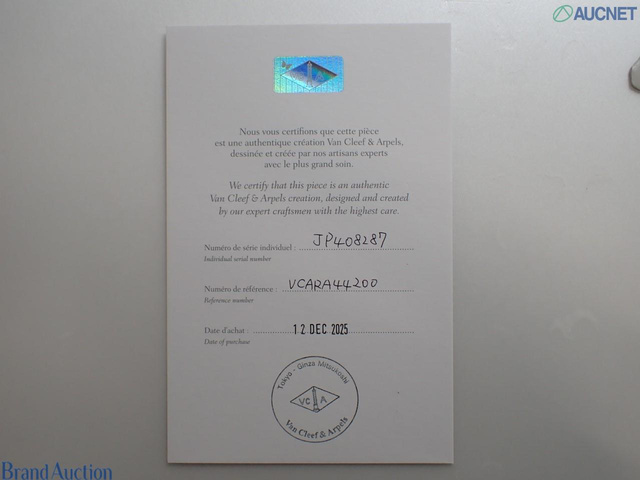 AUCNET
Nous vous certifions que cette pièce
est une authentique création Van Cleef & Arpels,
dessinée et créée par nos artisans experts
avec le plus grand soin.
We certify that this piece is an authentic
Van Cleef & Arpels creation, designed and created
by our expert craftsmen with the highest care.
Numéro de série individuel : JP408287
Individual serial number
Numéro de référence : VCARA44200
Reference number
Date d'achat : 12 DEC 2025
Date of purchase
Tokyo - Ginza Mitsukoshi
VC A
Van Cleef & Arpels
Brand Auction